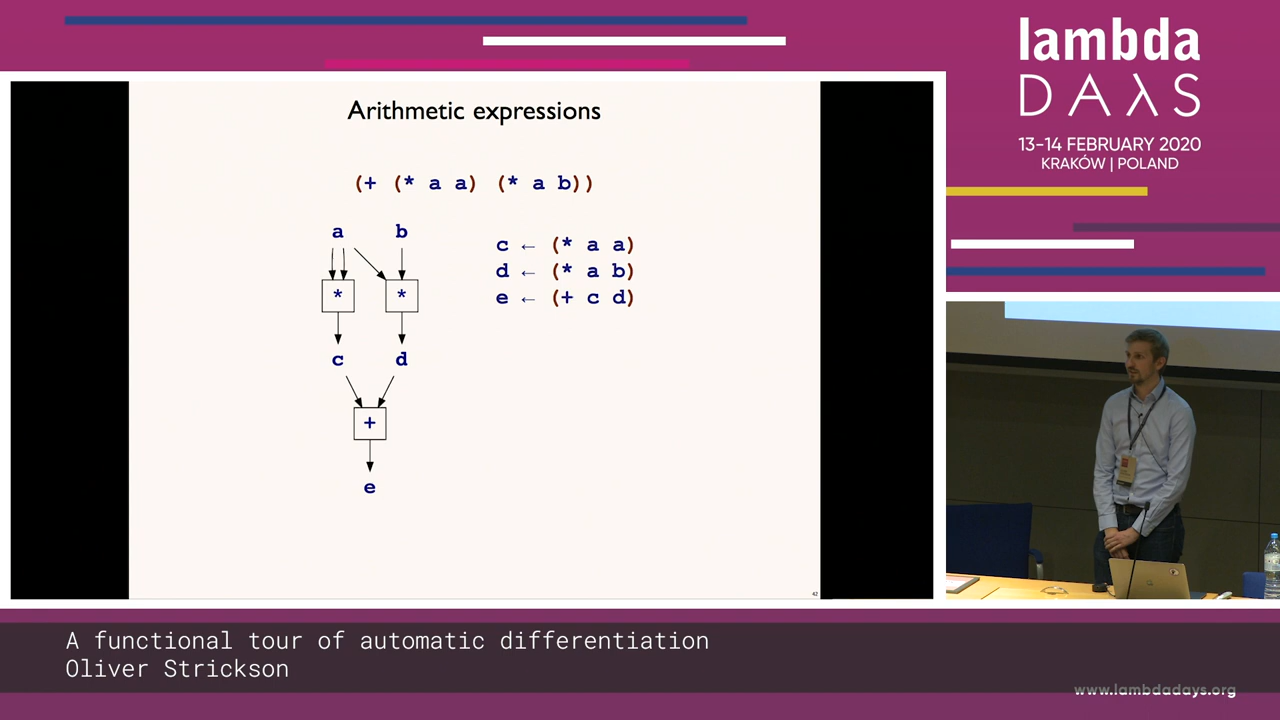 lambda
DAλS
13-14 FEBRUARY 2020
KRAKÓW | POLAND
Arithmetic expressions
(+ (* a a) (* a b))
a b
c ← (* a a)
d ← (* a b)
e ← (+ c d)
* *
c d
+
e
42
A functional tour of automatic differentiation
Oliver Strickson
www.lambdadays.org